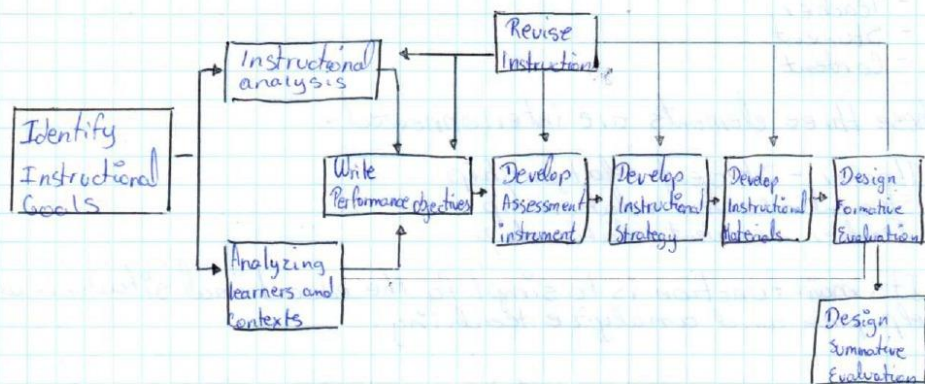 Revise
Instruction
Instructional
analysis
Identify
Instructional
Goals
Write
Performance objectives
Develop
Assessment
instrument
Develop
Instructional
Strategy
Develop
Instructional
Materials
Design
Formative
Evaluation
Analyzing
learners and
Contexts
Design
Summative
Evaluation